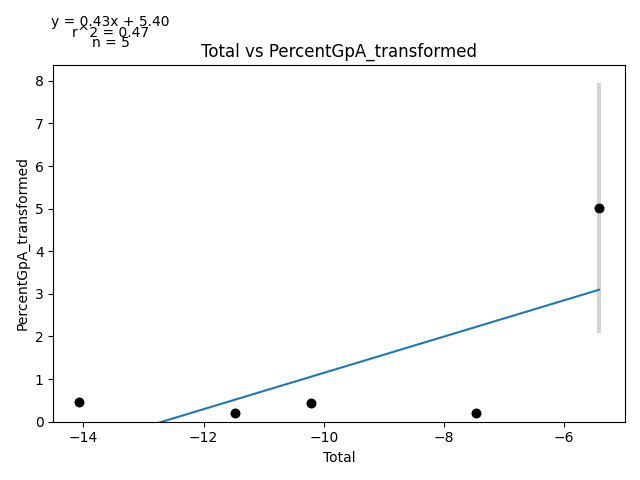 y = 0.43x + 5.40
r^2 = 0.47
n = 5
Total vs PercentGpA_transformed
8
7
6
5
4
3
2
1
0
PercentGpA_transformed
−14
−12
−10
−8
−6
Total